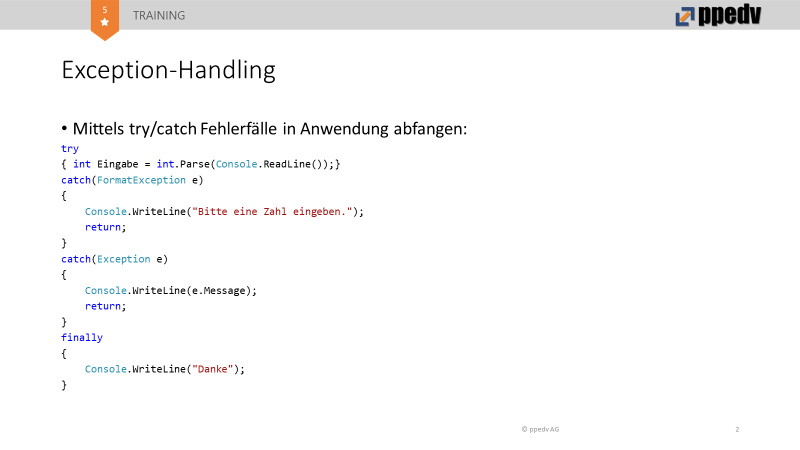 5
TRAINING
ppedv
Exception-Handling
• Mittels try/catch Fehlerfälle in Anwendung abfangen:
try
{ int Eingabe = int.Parse(Console.ReadLine());}
catch(FormatException e)
{
    Console.WriteLine("Bitte eine Zahl eingeben.");
    return;
}
catch(Exception e)
{
    Console.WriteLine(e.Message);
    return;
}
finally
{
    Console.WriteLine("Danke");
}
© ppedv AG
2